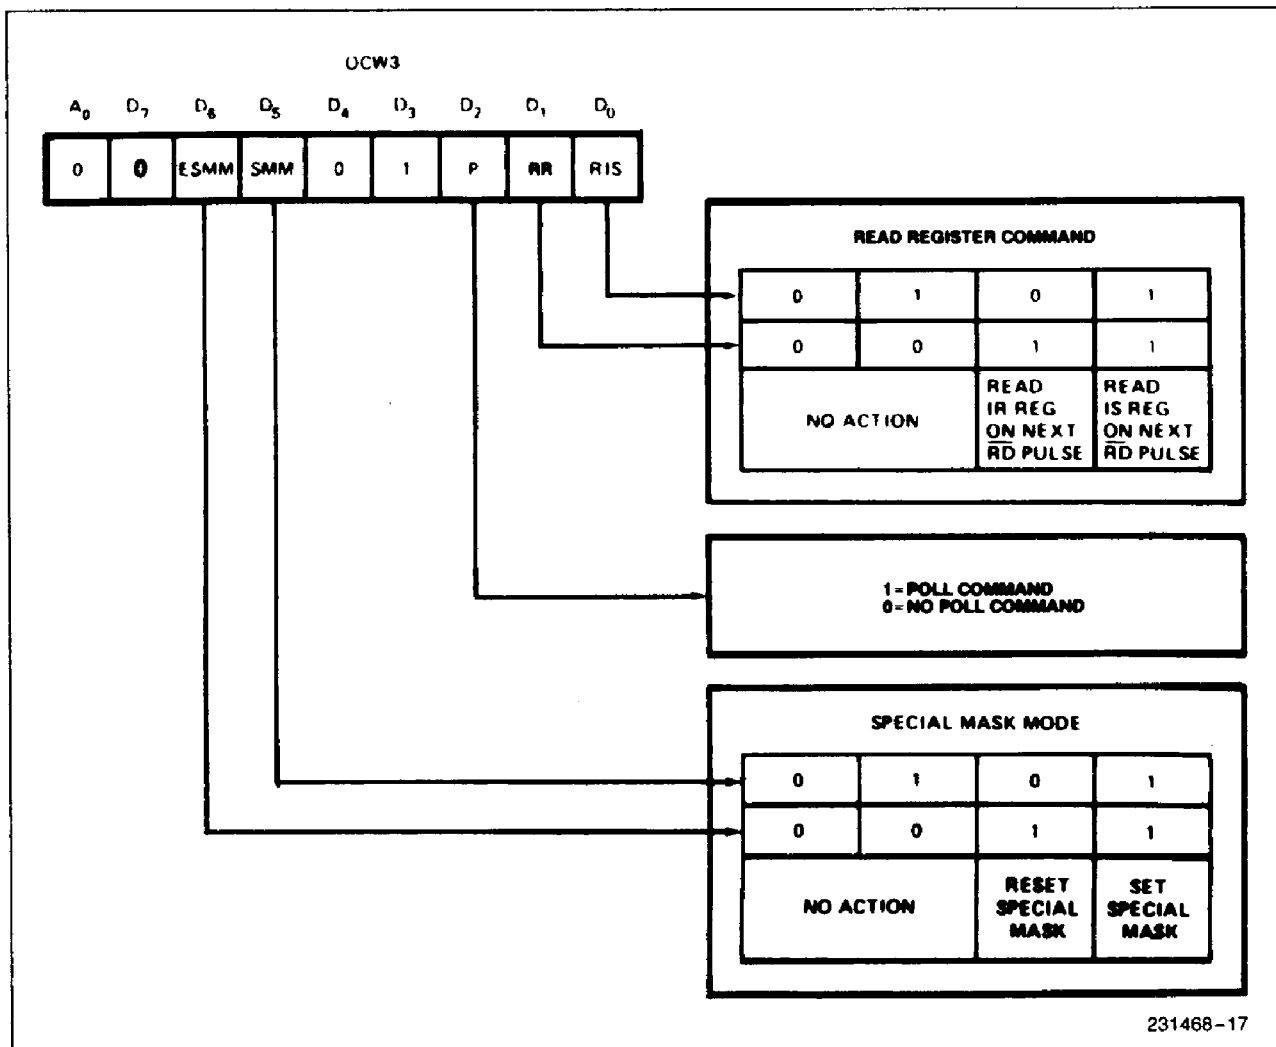 OCW3
A0 D7 D6 D5 D4 D3 D2 D1 D0
0 0 ESMM SMM 0 1 P RR RIS
READ REGISTER COMMAND
0 1 0 1
0 0 1 1
NO ACTION
READ
IR REG
ON NEXT
RD PULSE
READ
IS REG
ON NEXT
RD PULSE
1 = POLL COMMAND
0 = NO POLL COMMAND
SPECIAL MASK MODE
0 1 0 1
0 0 1 1
NO ACTION
RESET
SPECIAL
MASK
SET
SPECIAL
MASK
231468-17